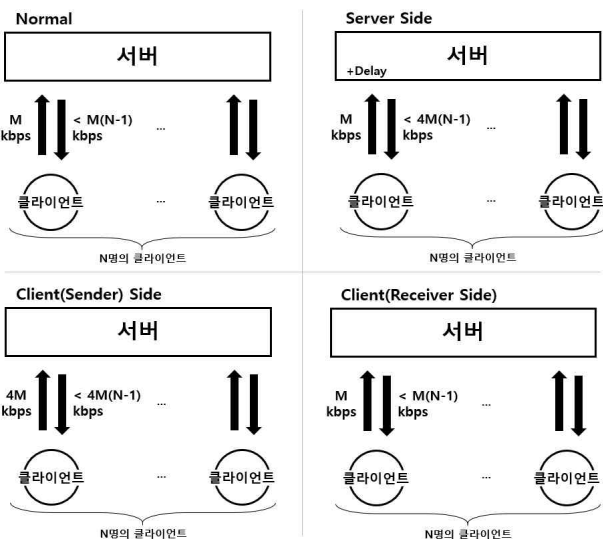 Normal
서버
M
kbps
< M(N-1)
kbps
...
클라이언트
...
클라이언트
N명의 클라이언트
Server Side
서버
+Delay
M
kbps
< 4M(N-1)
kbps
...
클라이언트
...
클라이언트
N명의 클라이언트
Client(Sender) Side
서버
4M
kbps
< 4M(N-1)
kbps
...
클라이언트
...
클라이언트
N명의 클라이언트
Client(Receiver Side)
서버
M
kbps
< M(N-1)
kbps
...
클라이언트
...
클라이언트
N명의 클라이언트